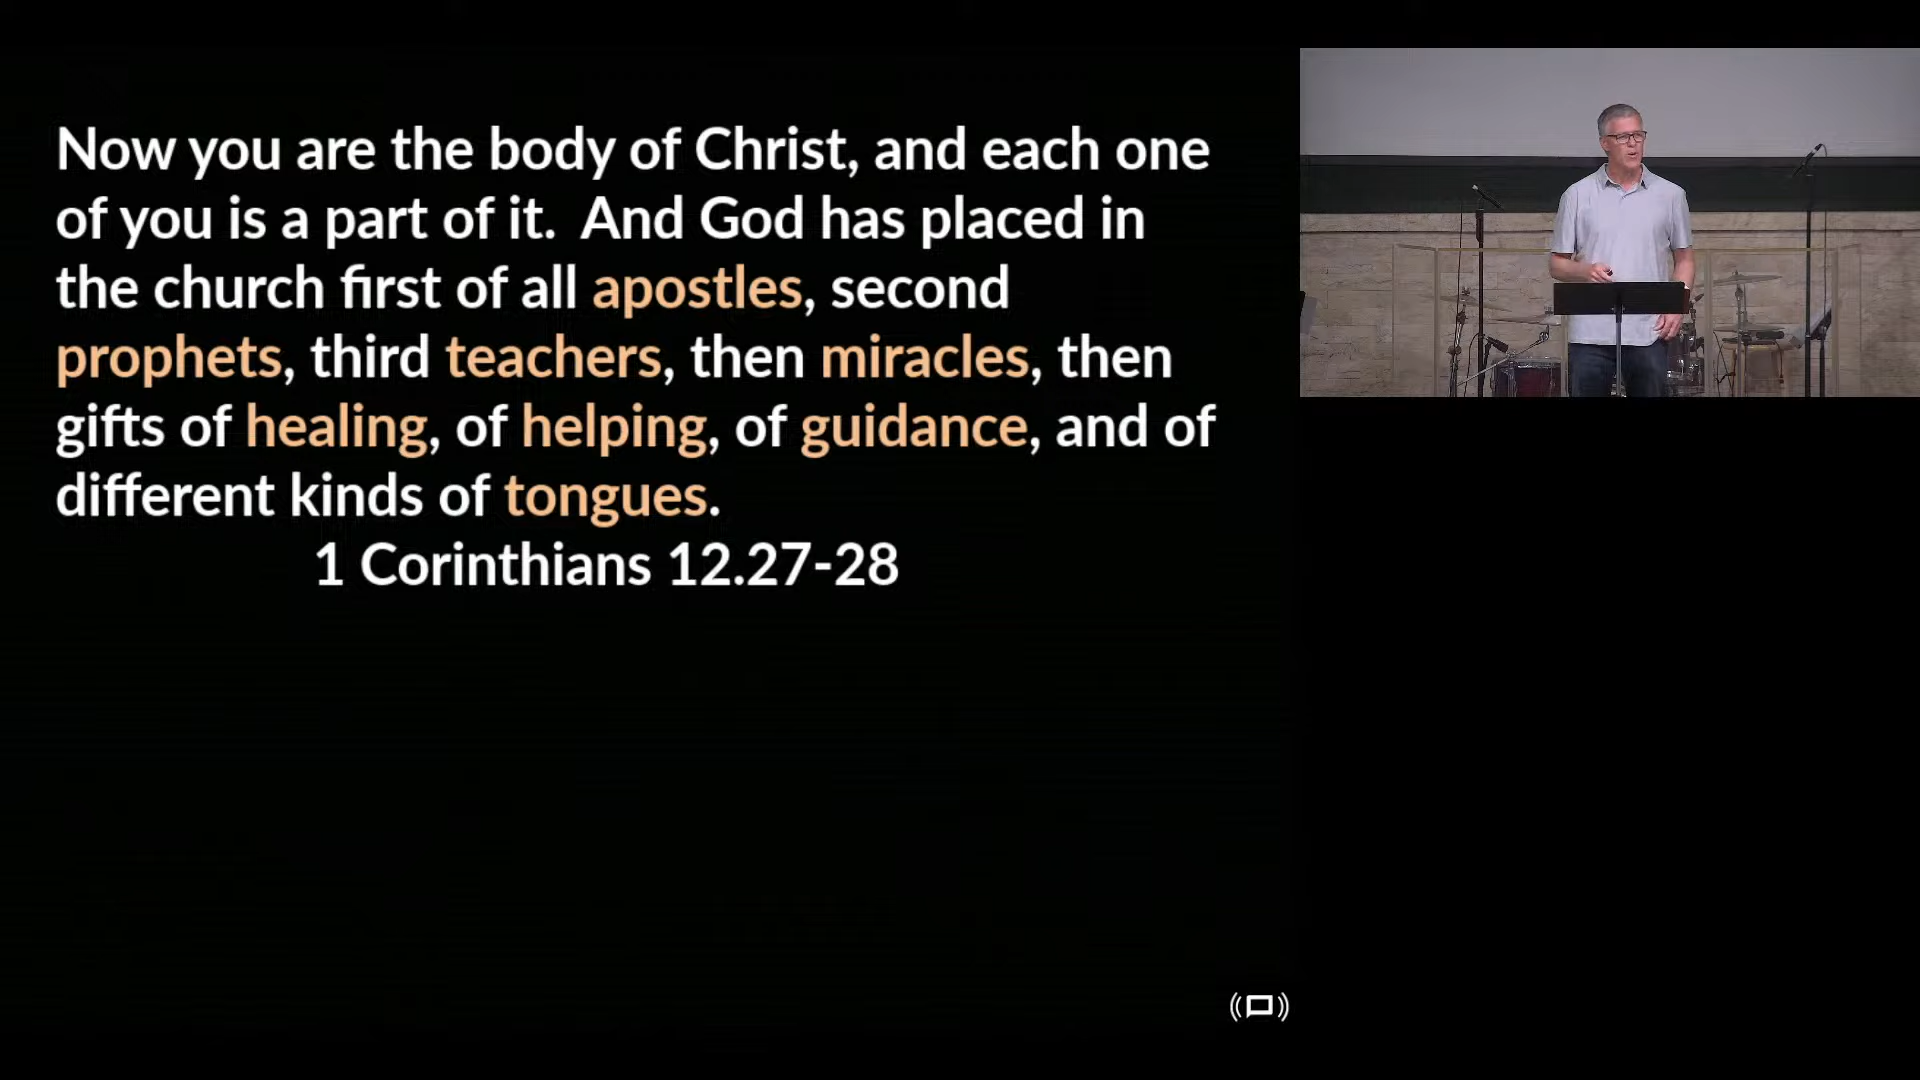 Now you are the body of Christ, and each one
of you is a part of it.  And God has placed in
the church first of all apostles, second
prophets, third teachers, then miracles, then
gifts of healing, of helping, of guidance, and of
different kinds of tongues.
1 Corinthians 12.27-28